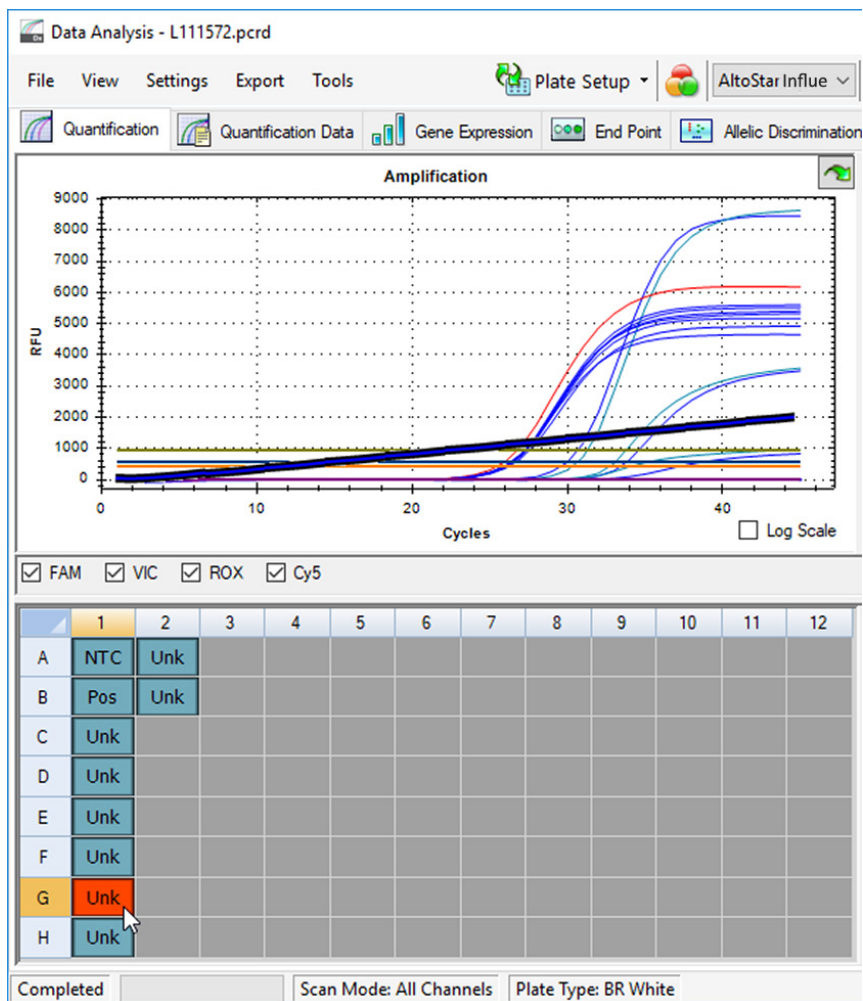 Data Analysis - L111572.pcrd
File View Settings Export Tools Plate Setup AltoStar Influe
Quantification Quantification Data Gene Expression End Point Allelic Discrimination
Amplification
9000
8000
7000
6000
5000
4000
3000
2000
1000
0
RFU
0 10 20 30 40
Cycles
Log Scale
FAM VIC ROX Cy5
1 2 3 4 5 6 7 8 9 10 11 12
A NTC Unk
B Pos Unk
C Unk
D Unk
E Unk
F Unk
G Unk
H Unk
Completed Scan Mode: All Channels Plate Type: BR White